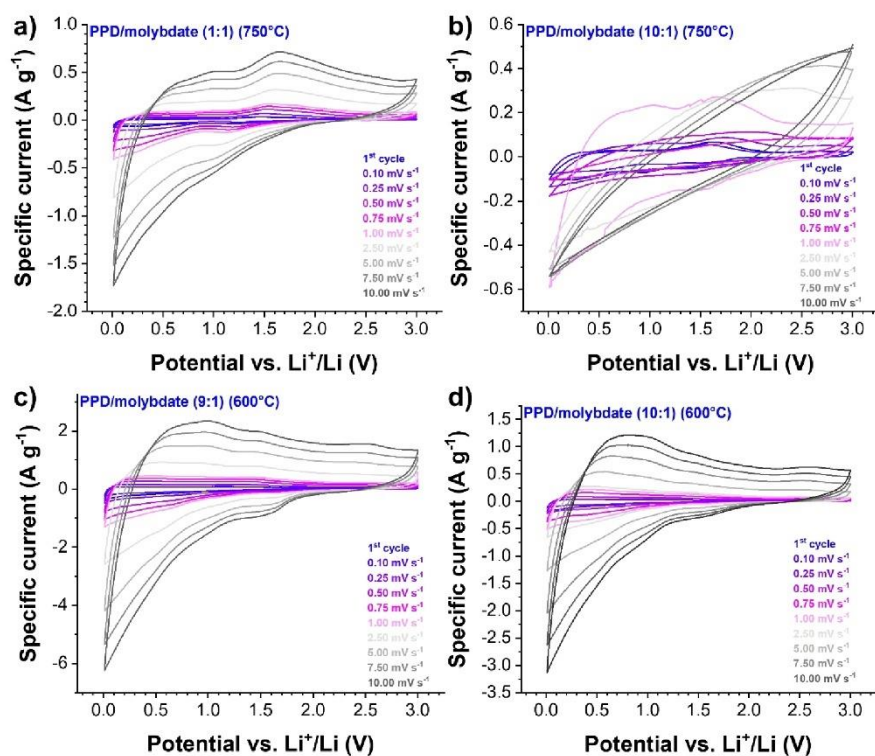 a)
PPD/molybdate (1:1) (750°C)
1.0
0.5
0.0
-0.5
-1.0
-1.5
-2.0
Specific current (A g⁻¹)
1ˢᵗ cycle
0.10 mV s⁻¹
0.25 mV s⁻¹
0.50 mV s⁻¹
0.75 mV s⁻¹
1.00 mV s⁻¹
2.50 mV s⁻¹
5.00 mV s⁻¹
7.50 mV s⁻¹
10.00 mV s⁻¹
0.0 0.5 1.0 1.5 2.0 2.5 3.0
Potential vs. Li⁺/Li (V)
b)
PPD/molybdate (10:1) (750°C)
0.6
0.4
0.2
0.0
-0.2
-0.4
-0.6
Specific current (A g⁻¹)
1ˢᵗ cycle
0.10 mV s⁻¹
0.25 mV s⁻¹
0.50 mV s⁻¹
0.75 mV s⁻¹
1.00 mV s⁻¹
2.50 mV s⁻¹
5.00 mV s⁻¹
7.50 mV s⁻¹
10.00 mV s⁻¹
0.0 0.5 1.0 1.5 2.0 2.5 3.0
Potential vs. Li⁺/Li (V)
c)
PPD/molybdate (9:1) (600°C)
2
0
-2
-4
-6
Specific current (A g⁻¹)
1ˢᵗ cycle
0.10 mV s⁻¹
0.25 mV s⁻¹
0.50 mV s⁻¹
0.75 mV s⁻¹
1.00 mV s⁻¹
2.50 mV s⁻¹
5.00 mV s⁻¹
7.50 mV s⁻¹
10.00 mV s⁻¹
0.0 0.5 1.0 1.5 2.0 2.5 3.0
Potential vs. Li⁺/Li (V)
d)
PPD/molybdate (10:1) (600°C)
1.5
1.0
0.5
0.0
-0.5
-1.0
-1.5
-2.0
-2.5
-3.0
-3.5
Specific current (A g⁻¹)
1ˢᵗ cycle
0.10 mV s⁻¹
0.25 mV s⁻¹
0.50 mV s⁻¹
0.75 mV s⁻¹
1.00 mV s⁻¹
2.50 mV s⁻¹
5.00 mV s⁻¹
7.50 mV s⁻¹
10.00 mV s⁻¹
0.0 0.5 1.0 1.5 2.0 2.5 3.0
Potential vs. Li⁺/Li (V)